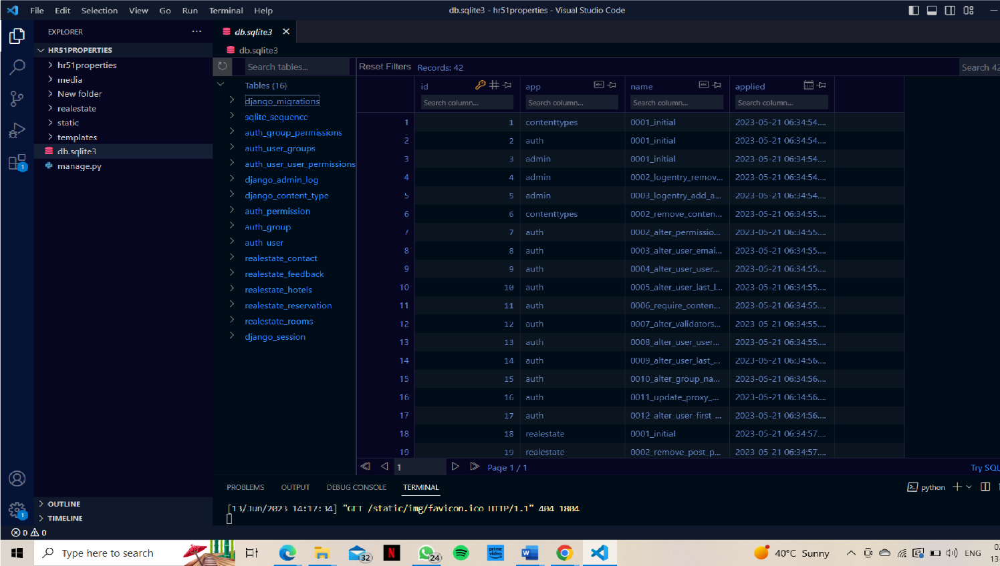 File Edit Selection View Go Run Terminal Help
db.sqlite3 - hr51properties - Visual Studio Code
EXPLORER
HR51PROPERTIES
hr51properties
media
New folder
realestate
static
templates
db.sqlite3
manage.py
OUTLINE
TIMELINE
db.sqlite3
db.sqlite3
Search tables...
Tables (16)
django_migrations
sqlite_sequence
auth_group_permissions
auth_user_groups
auth_user_user_permissions
django_admin_log
django_content_type
auth_permission
auth_group
auth_user
realestate_contact
realestate_feedback
realestate_hotels
realestate_reservation
realestate_rooms
django_session
Reset Filters Records: 42 Search 42
id app name applied
Search column... Search column... Search column... Search column...
1 1 contenttypes 0001_initial 2023-05-21 06:34:54....
2 2 auth 0001_initial 2023-05-21 06:34:54....
3 3 admin 0001_initial 2023-05-21 06:34:54....
4 4 admin 0002_logentry_remov... 2023-05-21 06:34:54....
5 5 admin 0003_logentry_add_a... 2023-05-21 06:34:54....
6 6 contenttypes 0002_remove_conten... 2023-05-21 06:34:55....
7 7 auth 0002_alter_permissio... 2023-05-21 06:34:55....
8 8 auth 0003_alter_user_emai... 2023-05-21 06:34:55....
9 9 auth 0004_alter_user_user... 2023-05-21 06:34:55....
10 10 auth 0005_alter_user_last_l... 2023-05-21 06:34:55....
11 11 auth 0006_require_conten... 2023-05-21 06:34:55....
12 12 auth 0007_alter_validators... 2023-05-21 06:34:55....
13 13 auth 0008_alter_user_user... 2023-05-21 06:34:55....
14 14 auth 0009_alter_user_last_... 2023-05-21 06:34:56....
15 15 auth 0010_alter_group_na... 2023-05-21 06:34:56....
16 16 auth 0011_update_proxy_... 2023-05-21 06:34:56....
17 17 auth 0012_alter_user_first_... 2023-05-21 06:34:56....
18 18 realestate 0001_initial 2023-05-21 06:34:57....
19 19 realestate 0002_remove_post_p... 2023-05-21 06:34:57....
1 Page 1 / 1 Try SQL
PROBLEMS OUTPUT DEBUG CONSOLE TERMINAL python
[13/Jun/2023 14:17:34] "GET /static/img/favicon.ico HTTP/1.1" 404 1804
1
1
0 0
Type here to search
32
N
24
prime video
W
40°C Sunny
ENG
13-